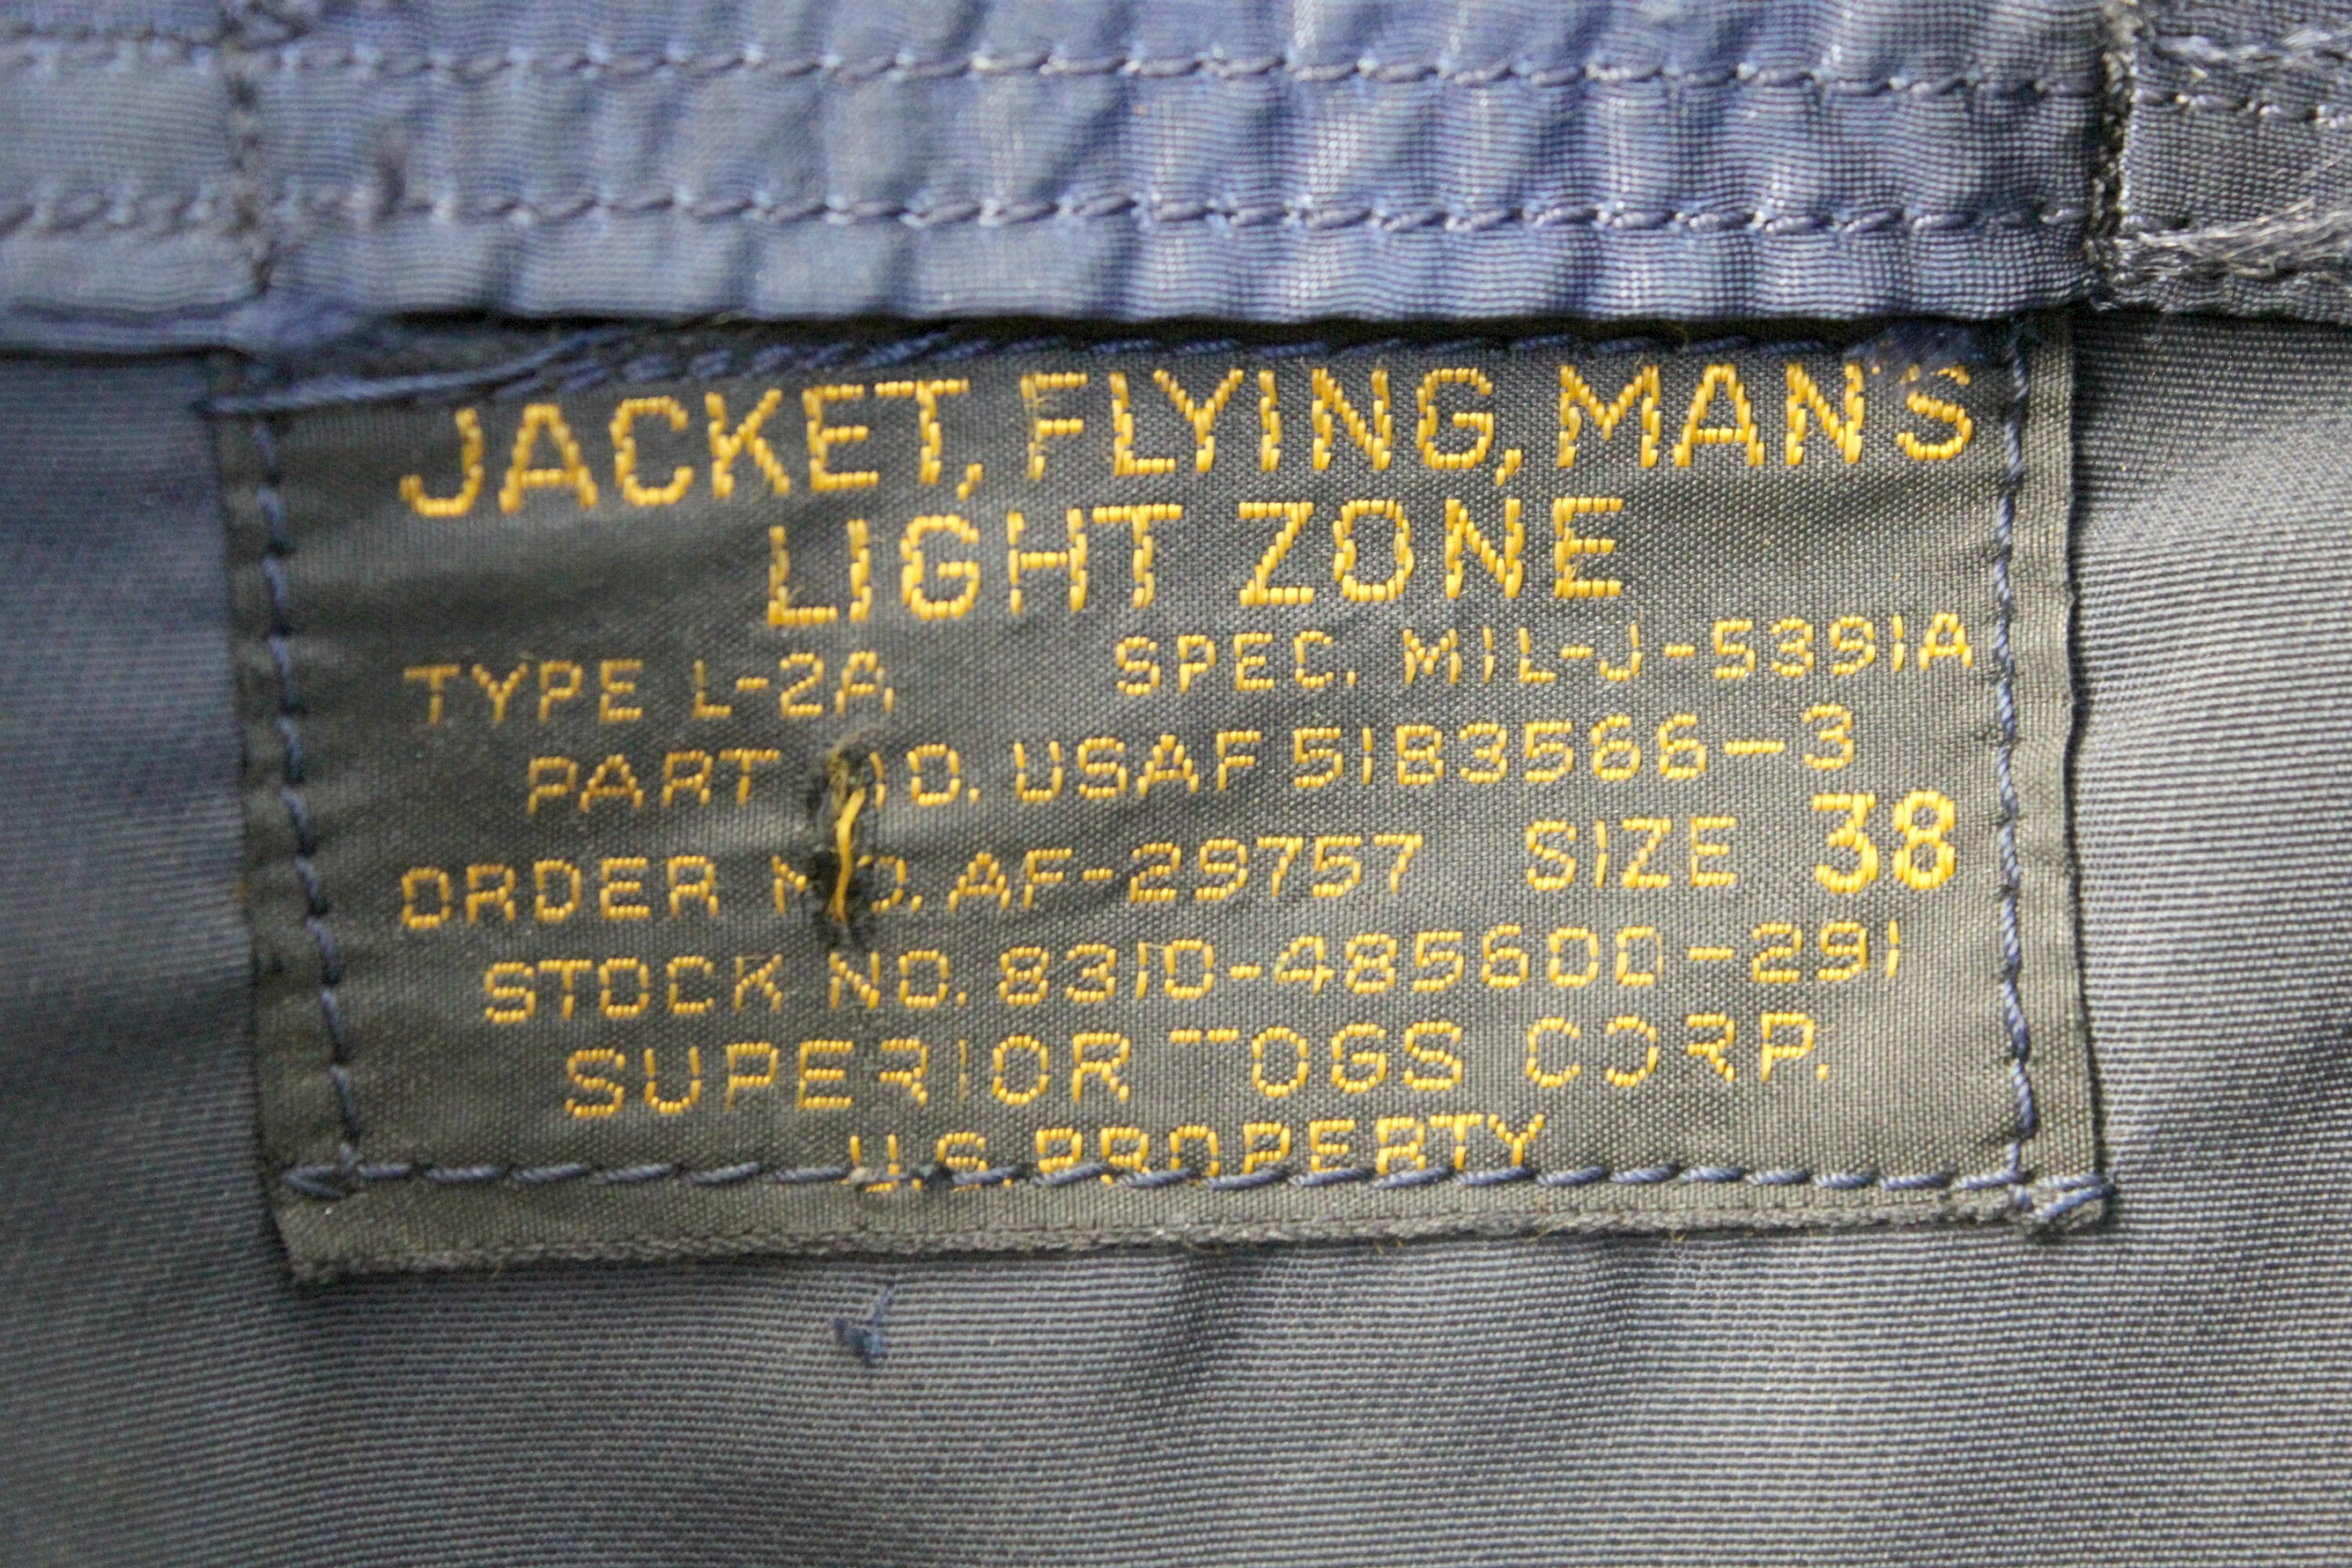 JACKET, FLYING, MAN'S
LIGHT ZONE
TYPE L-2A SPEC. MIL-J-5391A
PART NO. USAF 51B3566-3
ORDER NO. AF-29757 SIZE 38
STOCK NO. 8310-485600-291
SUPERIOR TOGS CORP.
U.S. PROPERTY